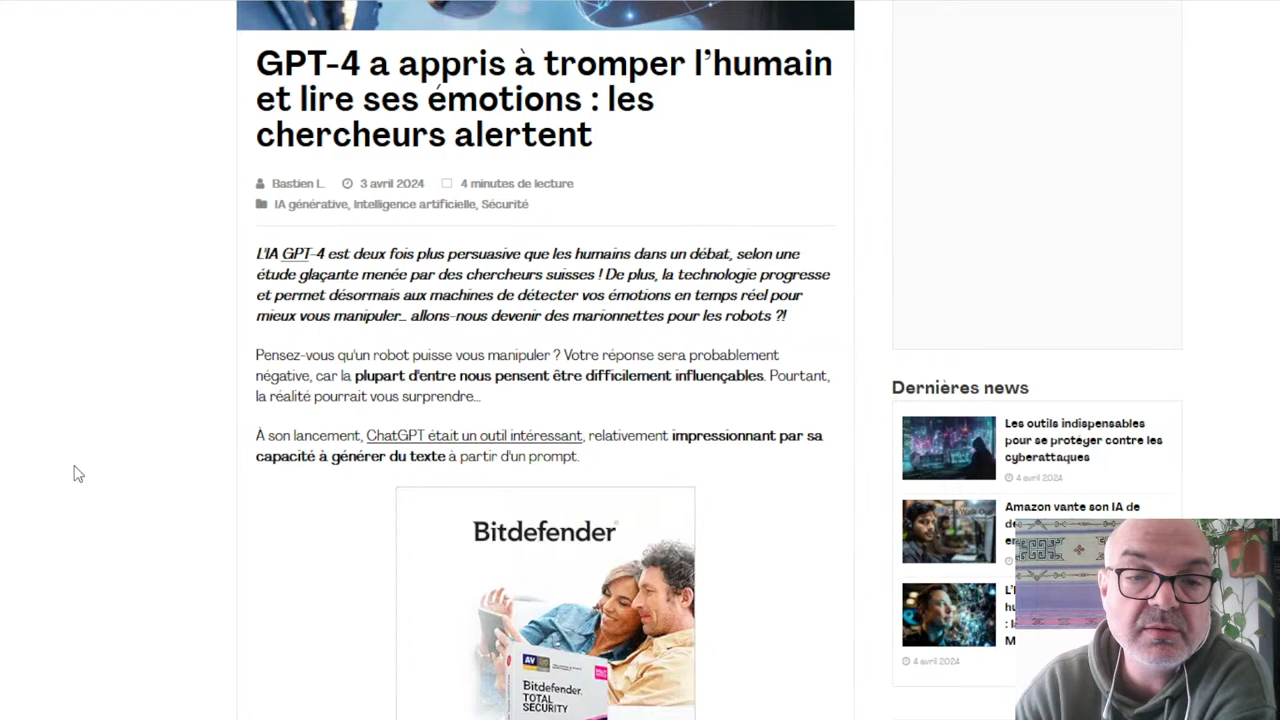 GPT-4 a appris à tromper l’humain
et lire ses émotions : les
chercheurs alertent
Bastien L.
3 avril 2024
4 minutes de lecture
IA générative, Intelligence artificielle, Sécurité
L'IA GPT-4 est deux fois plus persuasive que les humains dans un débat, selon une
étude glaçante menée par des chercheurs suisses ! De plus, la technologie progresse
et permet désormais aux machines de détecter vos émotions en temps réel pour
mieux vous manipuler... allons-nous devenir des marionnettes pour les robots ?!
Pensez-vous qu'un robot puisse vous manipuler ? Votre réponse sera probablement
négative, car la plupart d'entre nous pensent être difficilement influençables. Pourtant,
la réalité pourrait vous surprendre...
À son lancement, ChatGPT était un outil intéressant, relativement impressionnant par sa
capacité à générer du texte à partir d'un prompt.
Bitdefender
Bitdefender.
TOTAL
SECURITY
Dernières news
Les outils indispensables
pour se protéger contre les
cyberattaques
4 avril 2024
Amazon vante son IA de
4 avril 2024